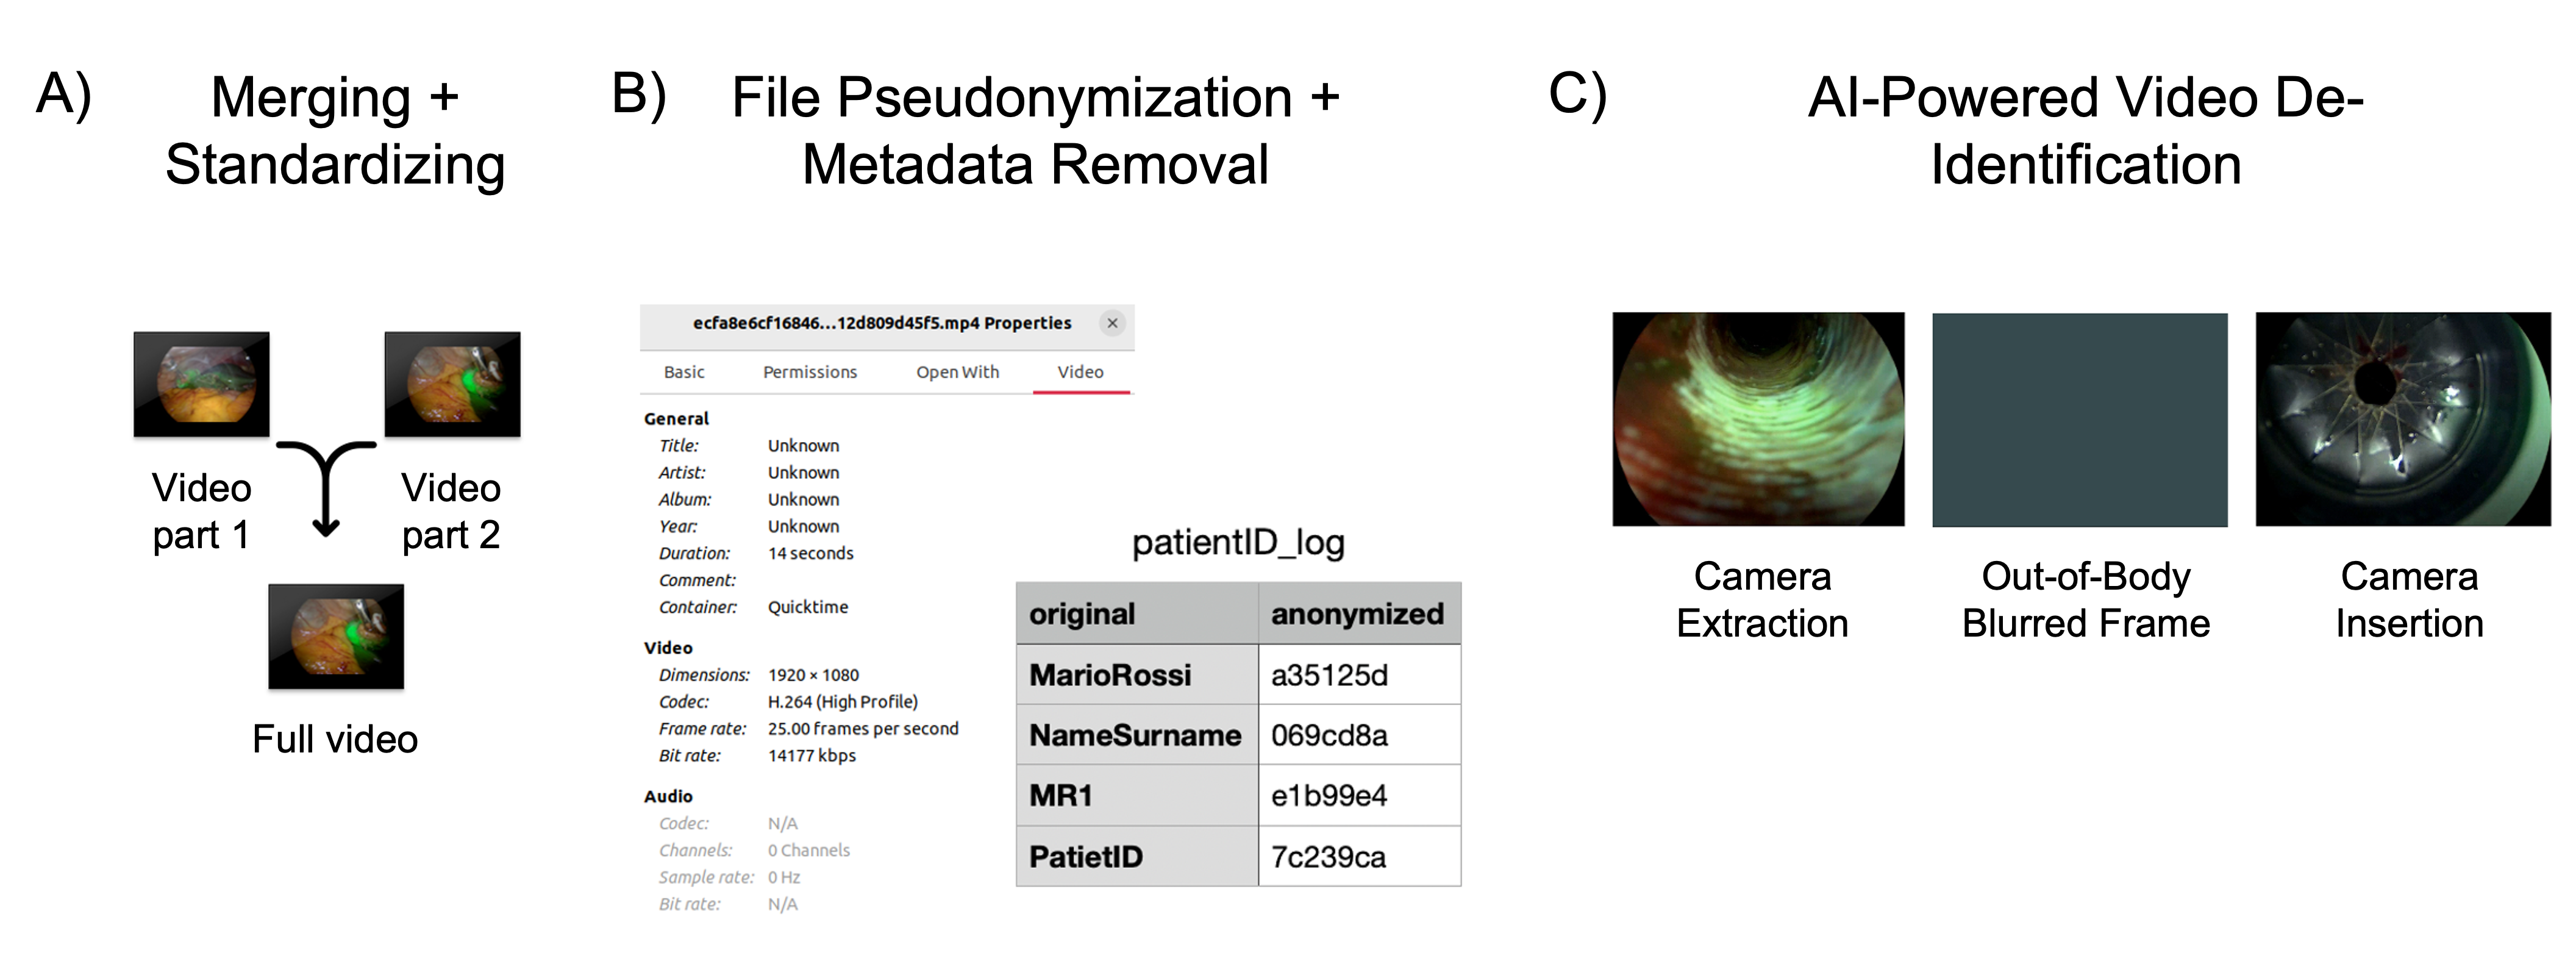 A)
Merging +
Standardizing
Video
part 1
Video
part 2
Full video
B)
File Pseudonymization +
Metadata Removal
ecfa8e6cf16846...12d809d45f5.mp4 Properties
Basic Permissions Open With Video
General
Title: Unknown
Artist: Unknown
Album: Unknown
Year: Unknown
Duration: 14 seconds
Comment:
Container: Quicktime
Video
Dimensions: 1920 × 1080
Codec: H.264 (High Profile)
Frame rate: 25.00 frames per second
Bit rate: 14177 kbps
Audio
Codec: N/A
Channels: 0 Channels
Sample rate: 0 Hz
Bit rate: N/A
patientID_log
original anonymized
MarioRossi a35125d
NameSurname 069cd8a
MR1 e1b99e4
PatietID 7c239ca
C)
AI-Powered Video De-
Identification
Camera
Extraction
Out-of-Body
Blurred Frame
Camera
Insertion